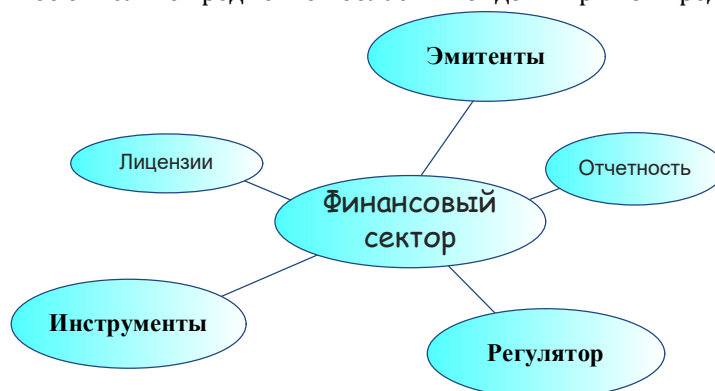 Эмитенты
Лицензии
Отчетность
Финансовый
сектор
Инструменты
Регулятор